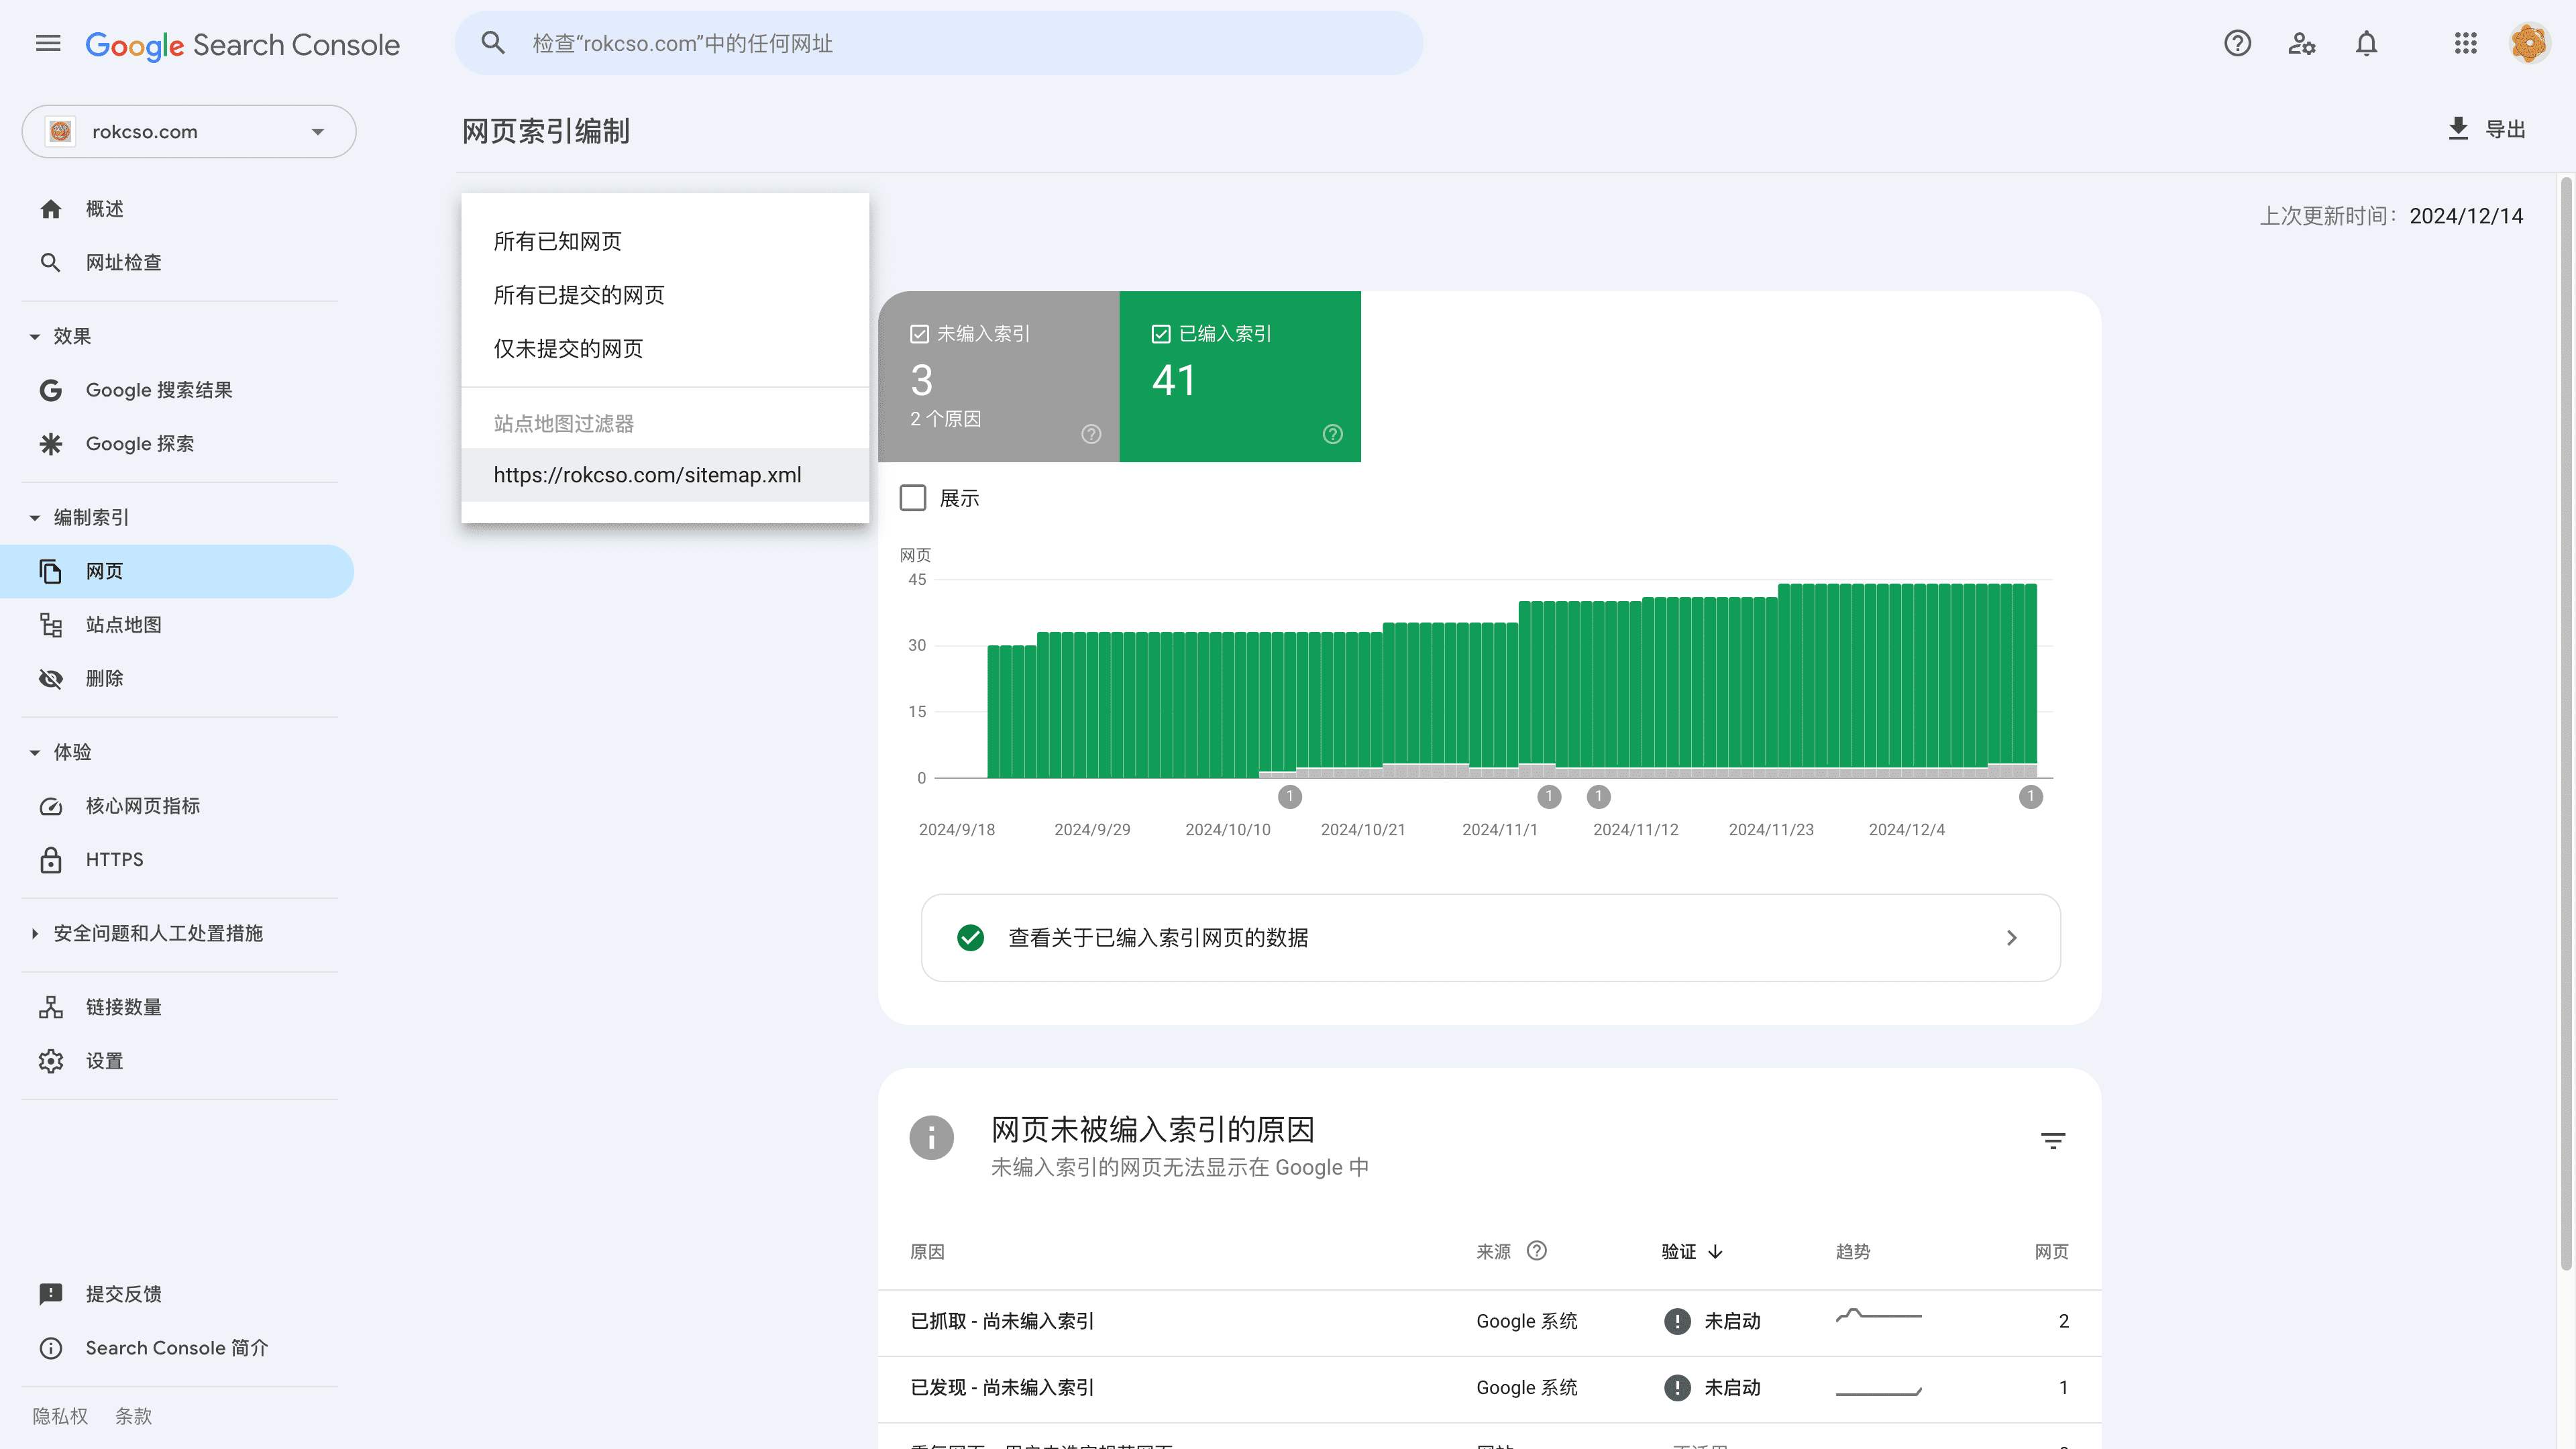 Google Search Console
检查“rokcso.com”中的任何网址
rokcso.com
网页索引编制
导出
概述
网址检查
效果
Google 搜索结果
Google 探索
编制索引
网页
站点地图
删除
体验
核心网页指标
HTTPS
安全问题和人工处置措施
链接数量
设置
提交反馈
Search Console 简介
隐私权 条款
所有已知网页
所有已提交的网页
仅未提交的网页
站点地图过滤器
https://rokcso.com/sitemap.xml
上次更新时间：2024/12/14
未编入索引
3
2 个原因
已编入索引
41
展示
网页
45
30
15
0
1 1 1 1
2024/9/18 2024/9/29 2024/10/10 2024/10/21 2024/11/1 2024/11/12 2024/11/23 2024/12/4
查看关于已编入索引网页的数据
网页未被编入索引的原因
未编入索引的网页无法显示在 Google 中
原因 来源 验证 趋势 网页
已抓取 - 尚未编入索引 Google 系统 未启动 2
已发现 - 尚未编入索引 Google 系统 未启动 1